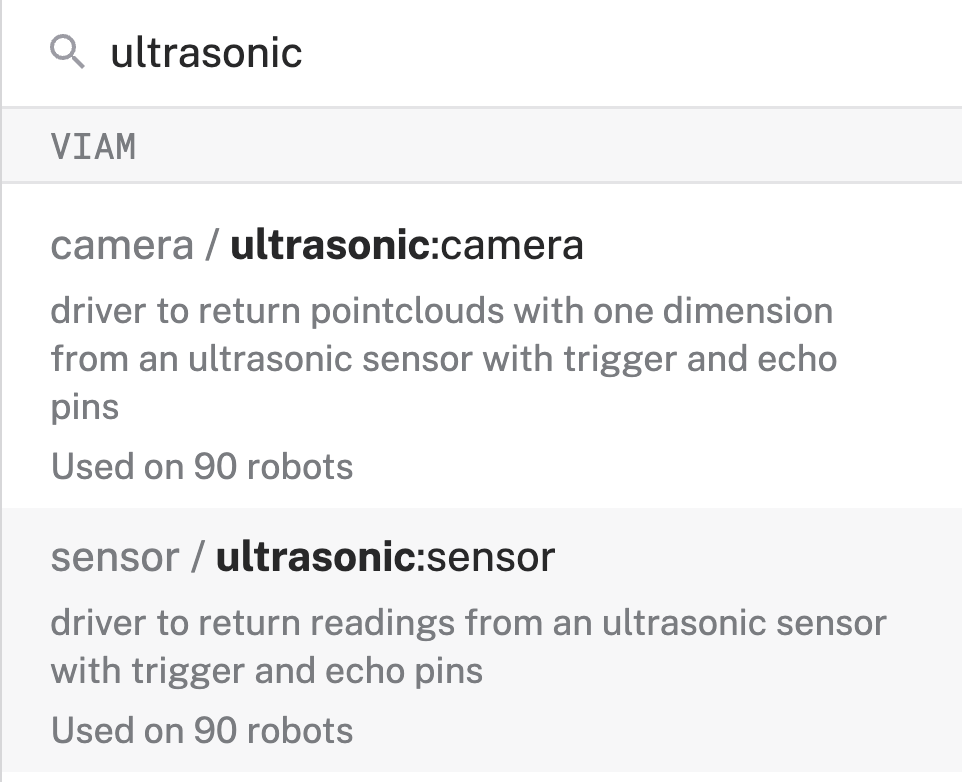 ultrasonic
VIAM
camera / ultrasonic:camera
driver to return pointclouds with one dimension
from an ultrasonic sensor with trigger and echo
pins
Used on 90 robots
sensor / ultrasonic:sensor
driver to return readings from an ultrasonic sensor
with trigger and echo pins
Used on 90 robots